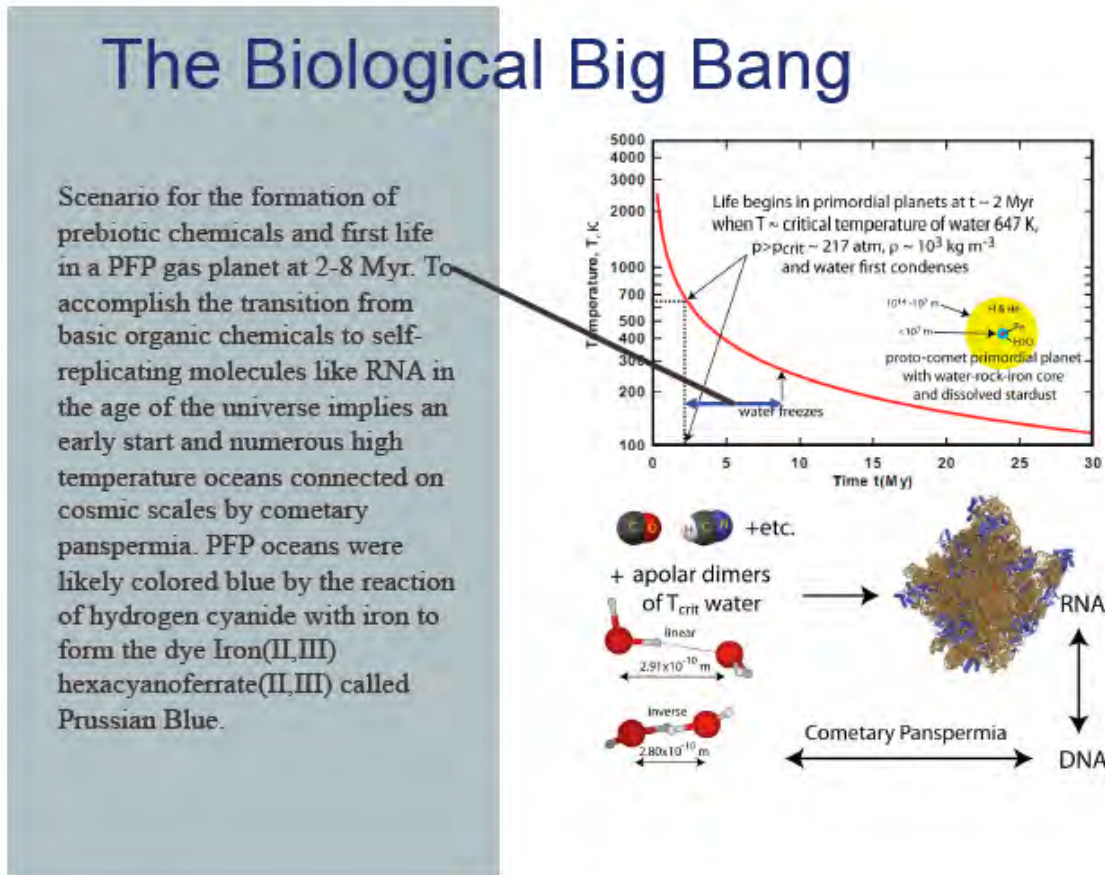 The Biological Big Bang
Scenario for the formation of
prebiotic chemicals and first life
in a PFP gas planet at 2-8 Myr. To
accomplish the transition from
basic organic chemicals to self-
replicating molecules like RNA in
the age of the universe implies an
early start and numerous high
temperature oceans connected on
cosmic scales by cometary
panspermia. PFP oceans were
likely colored blue by the reaction
of hydrogen cyanide with iron to
form the dye Iron(II,III)
hexacyanoferrate(II,III) called
Prussian Blue.
5000
4000
3000
2000
1000
700
500
400
300
200
100
Temperature, T, K
Life begins in primordial planets at t ~ 2 Myr
when T ~ critical temperature of water 647 K,
p>pcrit ~ 217 atm, ρ ~ 10³ kg m⁻³
and water first condenses
H & He
<10⁷ m
Fe
H2O
proto-comet primordial planet
with water-rock-iron core
and dissolved stardust
water freezes
0 5 10 15 20 25 30
Time t(My)
C O H C N +etc.
+ apolar dimers
of Tcrit water
linear
2.91x10⁻¹⁰ m
inverse
2.80x10⁻¹⁰ m
RNA
Cometary Panspermia
DNA